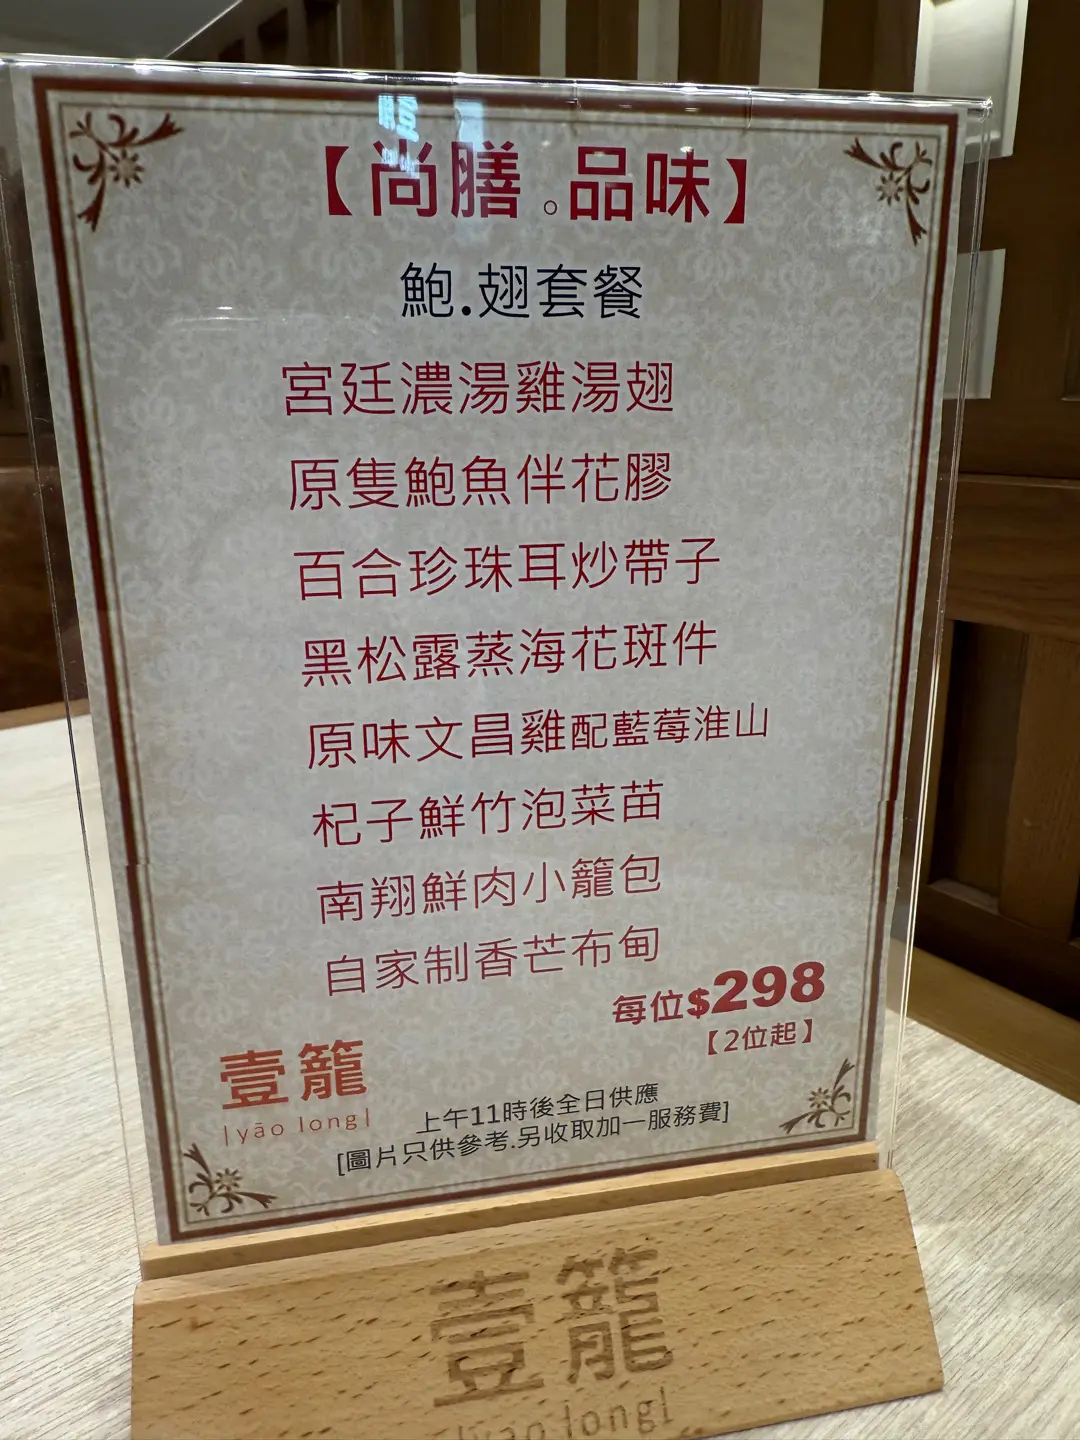 【尚膳。品味】
鮑.翅套餐
宮廷濃湯雞湯翅
原隻鮑魚伴花膠
百合珍珠耳炒帶子
黑松露蒸海花斑件
原味文昌雞配藍莓淮山
杞子鮮竹泡菜苗
南翔鮮肉小籠包
自家制香芒布甸
每位$298
【2位起】
壹籠
|yāo long|
上午11時後全日供應
[圖片只供參考.另收取加一服務費]
壹籠
|yāo long|